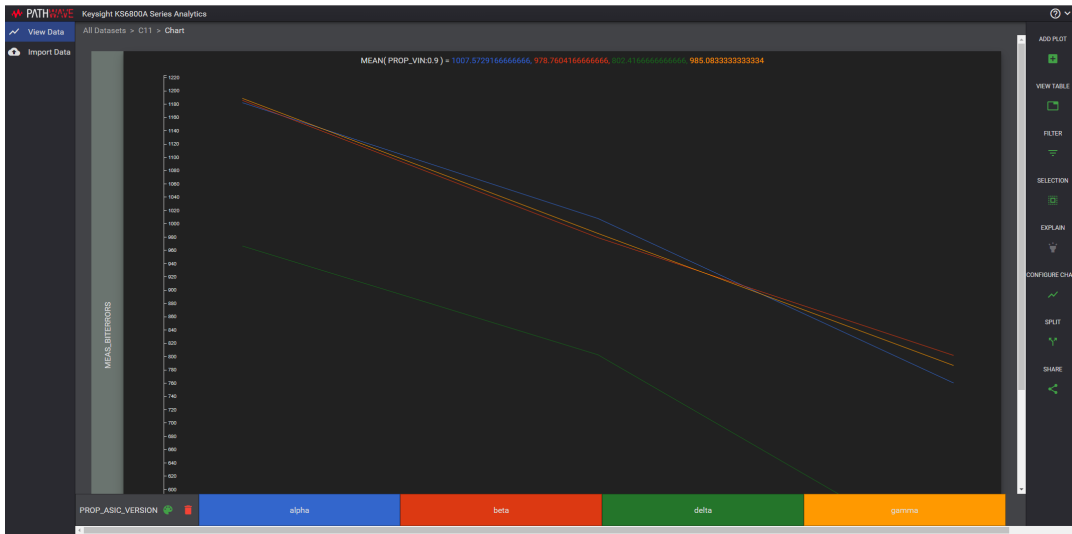 PATHWAVE Keysight KS6800A Series Analytics
View Data
Import Data
All Datasets > C11 > Chart
MEAN( PROP_VIN:0.9 ) = 1007.5729166666666, 978.7604166666666, 802.4166666666666, 985.0833333333334
1220
1200
1180
1160
1140
1120
1100
1080
1060
1040
1020
1000
980
960
940
920
900
880
860
840
820
800
780
760
740
720
700
680
660
640
620
600
MEAS_BITERRORS
PROP_ASIC_VERSION
alpha
beta
delta
gamma
ADD PLOT
VIEW TABLE
FILTER
SELECTION
EXPLAIN
CONFIGURE CHA
SPLIT
SHARE